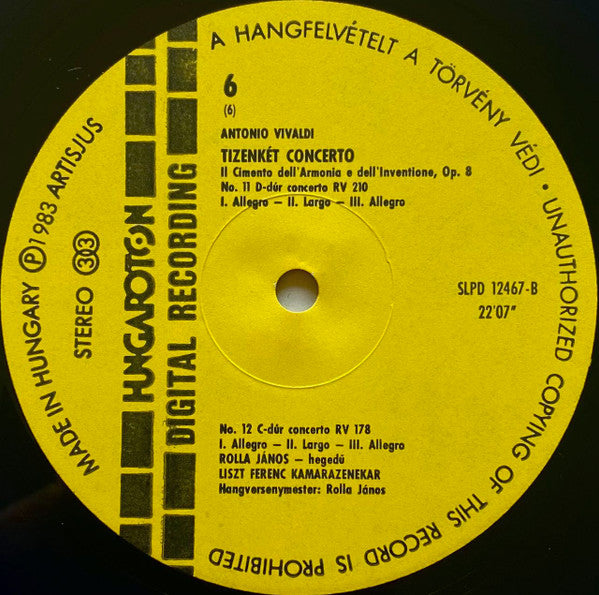 A HANGFELVÉTELT A TÖRVÉNY VÉDI • UNAUTHORIZED COPYING OF THIS RECORD IS PROHIBITED
MADE IN HUNGARY Ⓟ 1983 ARTISJUS
STEREO 33
HUNGAROTON
DIGITAL RECORDING
6
(6)
ANTONIO VIVALDI
TIZENKÉT CONCERTO
Il Cimento dell'Armonia e dell'Inventione, Op. 8
No. 11 D-dúr concerto RV 210
I. Allegro – II. Largo – III. Allegro
SLPD 12467-B
22'07"
No. 12 C-dúr concerto RV 178
I. Allegro – II. Largo – III. Allegro
ROLLA JÁNOS – hegedű
LISZT FERENC KAMARAZENEKAR
Hangversenymester: Rolla János